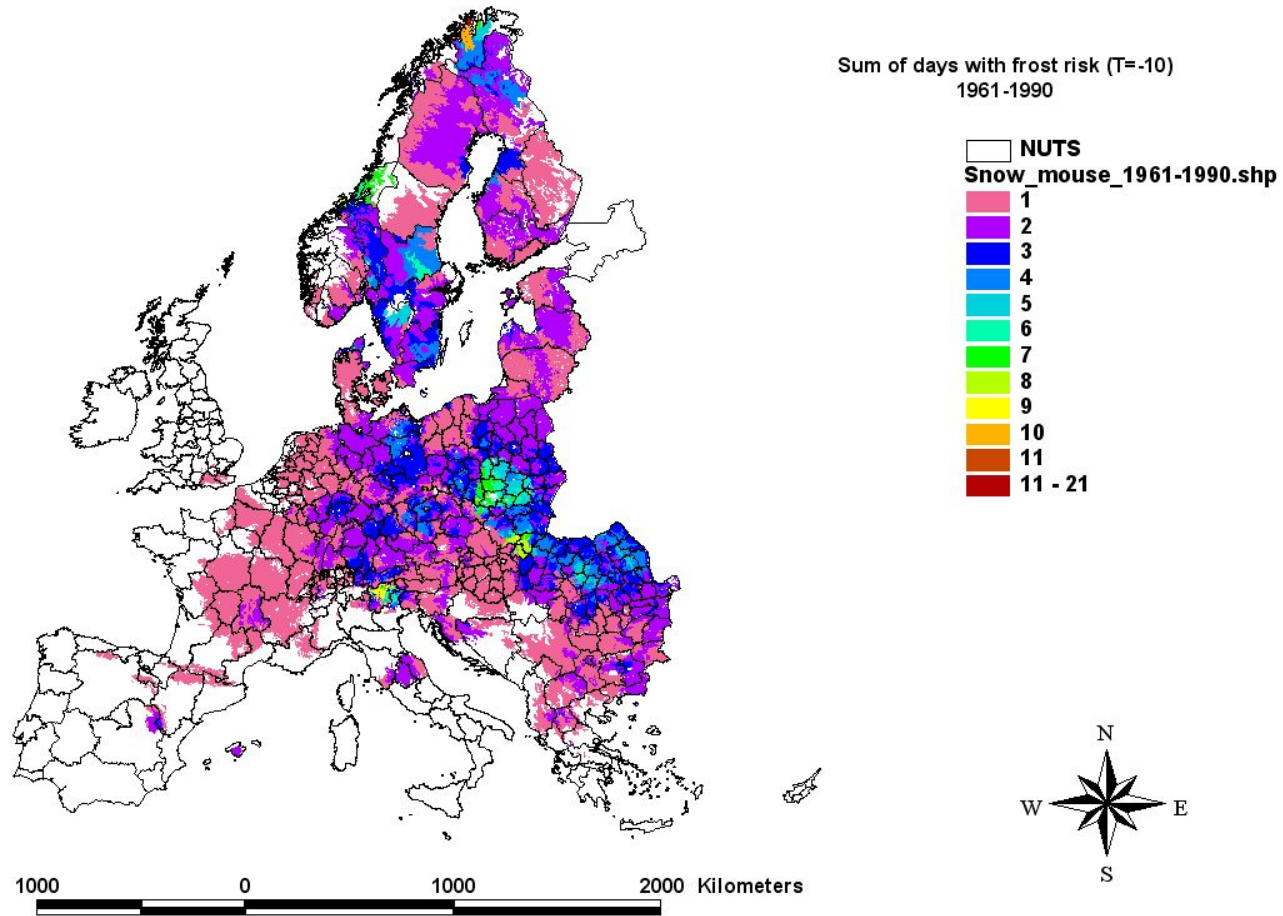 Sum of days with frost risk (T=-10)
1961-1990
NUTS
Snow_mouse_1961-1990.shp
1
2
3
4
5
6
7
8
9
10
11
11 - 21
N
W E
S
1000 0 1000 2000 Kilometers